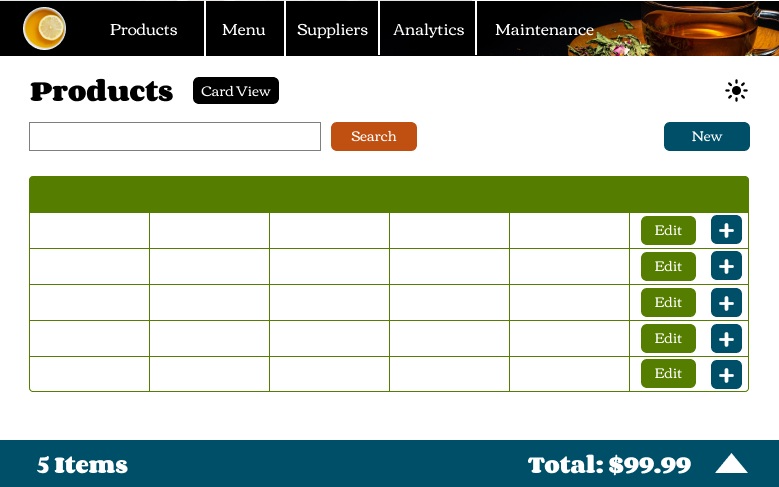 Products Menu Suppliers Analytics Maintenance
Products Card View
Search New
Edit
Edit
Edit
Edit
Edit
5 Items Total: $99.99